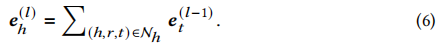 $e_h^{(l)} = \sum_{(h,r,t) \in \mathcal{N}_h} e_t^{(l-1)}.$ (6)